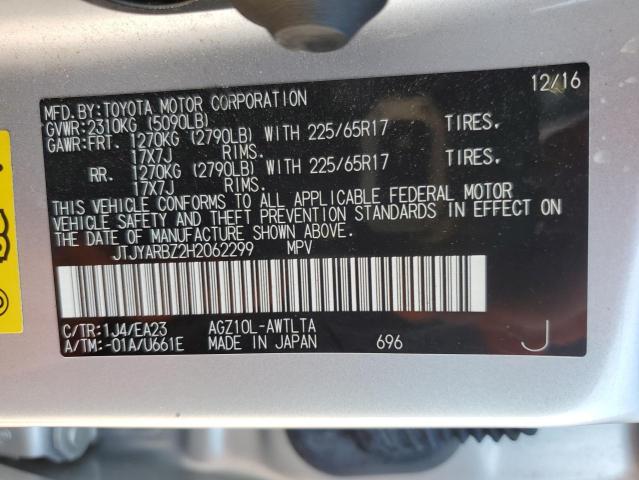 12/16
MFD.BY:TOYOTA MOTOR CORPORATION
GVWR:2310KG (5090LB)
GAWR:FRT. 1270KG (2790LB) WITH 225/65R17 TIRES.
17X7J RIMS.
RR. 1270KG (2790LB) WITH 225/65R17 TIRES.
17X7J RIMS.
THIS VEHICLE CONFORMS TO ALL APPLICABLE FEDERAL MOTOR
VEHICLE SAFETY AND THEFT PREVENTION STANDARDS IN EFFECT ON
THE DATE OF MANUFACTURE SHOWN ABOVE.
JTJYARBZ2H2062299 MPV
C/TR:1J4/EA23 AGZ10L-AWTLTA
A/TM:-01A/U661E MADE IN JAPAN 696 J